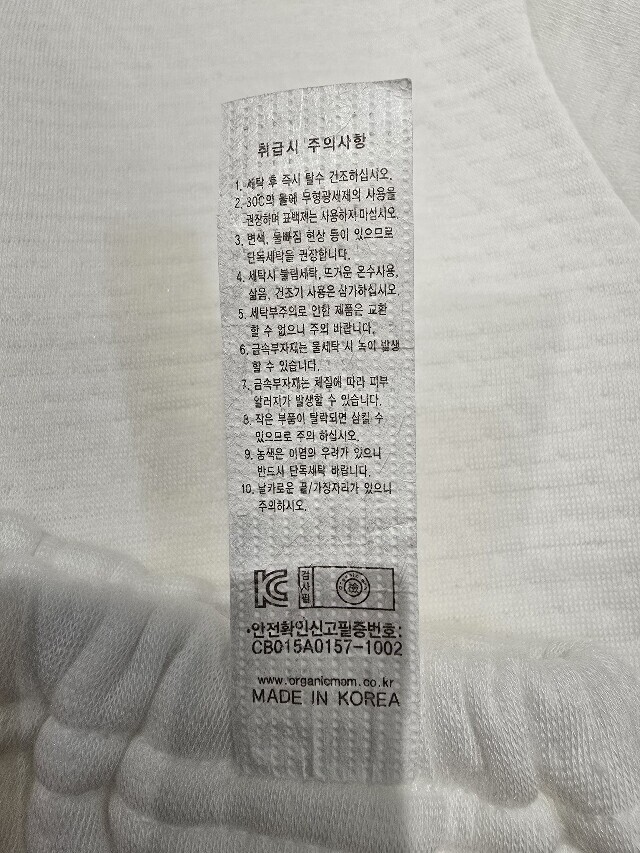 취급시 주의사항
1. 세탁 후 즉시 탈수 건조하십시오.
2. 30C의 물에 무형광세제의 사용을
권장하며 표백제는 사용하지 마십시오.
3. 변색, 물빠짐 현상 등이 있으므로
단독세탁을 권장합니다.
4. 세탁시 불림세탁, 뜨거운 온수사용,
삶음, 건조기 사용은 삼가하십시오.
5. 세탁부주의로 인한 제품은 교환
할 수 없으니 주의 바랍니다.
6. 금속부자재는 물세탁 시 녹이 발생
할 수 있습니다.
7. 금속부자재는 체질에 따라 피부
알러지가 발생할 수 있습니다.
8. 작은 부품이 탈락되면 삼킬 수
있으므로 주의 하십시오.
9. 농색은 이염의 우려가 있으니
반드시 단독세탁 바랍니다.
10. 날카로운 끝/가장자리가 있으니
주의하십시오.
KC 검사필
·안전확인신고필증번호:
CB015A0157-1002
www.organicmom.co.kr
MADE IN KOREA